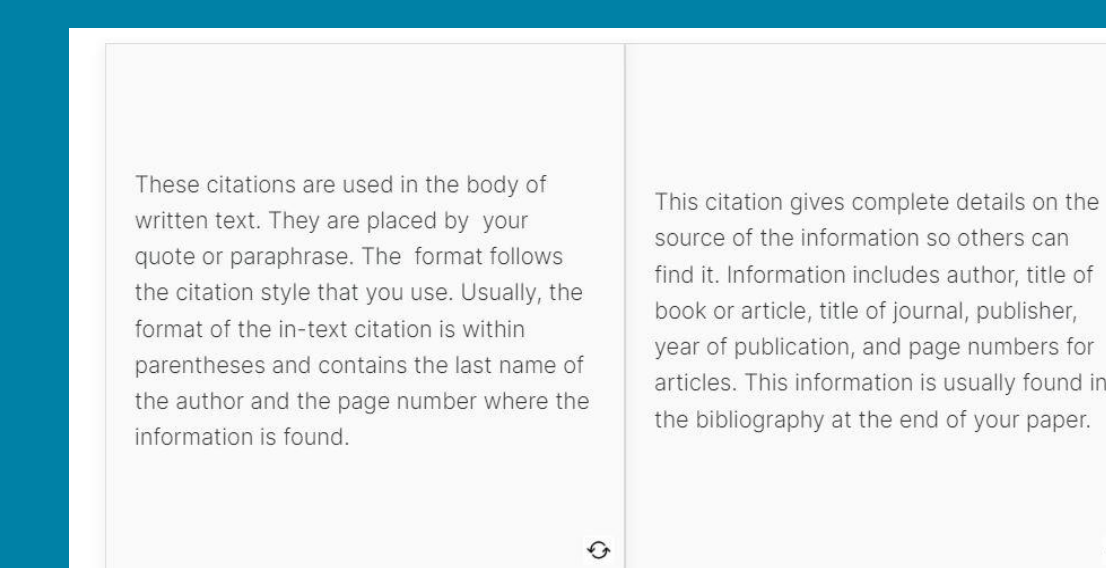 These citations are used in the body of
written text. They are placed by  your
quote or paraphrase. The  format follows
the citation style that you use. Usually, the
format of the in-text citation is within
parentheses and contains the last name of
the author and the page number where the
information is found.
This citation gives complete details on the
source of the information so others can
find it. Information includes author, title of
book or article, title of journal, publisher,
year of publication, and page numbers for
articles. This information is usually found in
the bibliography at the end of your paper.